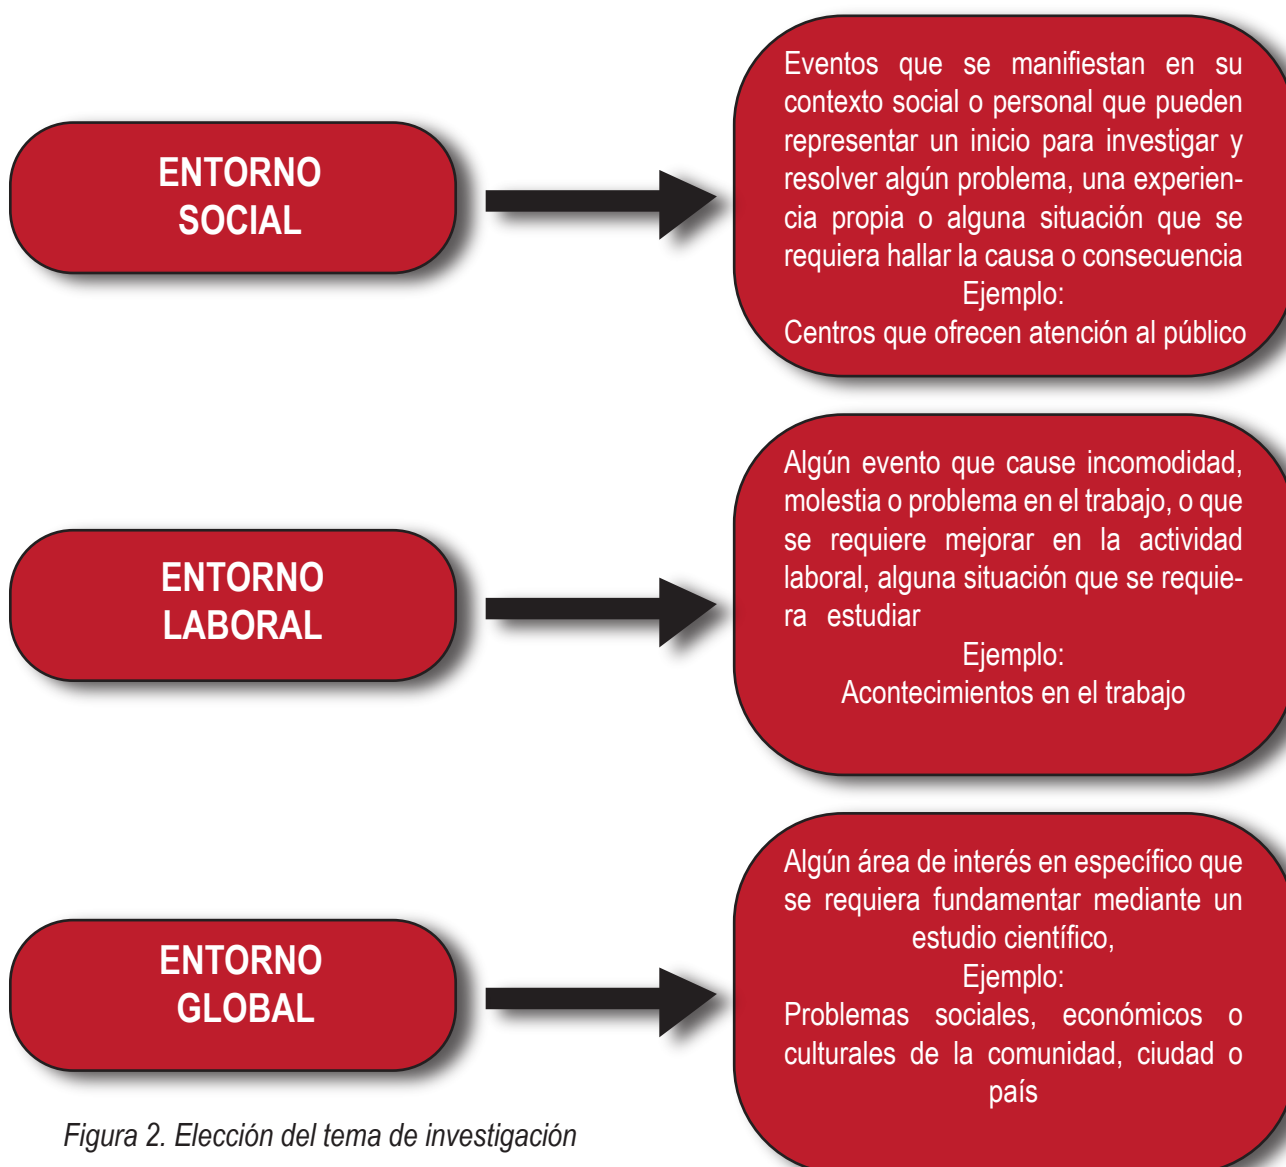 ENTORNO
SOCIAL
Eventos que se manifiestan en su
contexto social o personal que pueden
representar un inicio para investigar y
resolver algún problema, una experien-
cia propia o alguna situación que se
requiera hallar la causa o consecuencia
Ejemplo:
Centros que ofrecen atención al público
ENTORNO
LABORAL
Algún evento que cause incomodidad,
molestia o problema en el trabajo, o que
se requiere mejorar en la actividad
laboral, alguna situación que se requie-
ra estudiar
Ejemplo:
Acontecimientos en el trabajo
ENTORNO
GLOBAL
Algún área de interés en específico que
se requiera fundamentar mediante un
estudio científico,
Ejemplo:
Problemas sociales, económicos o
culturales de la comunidad, ciudad o
país
Figura 2. Elección del tema de investigación